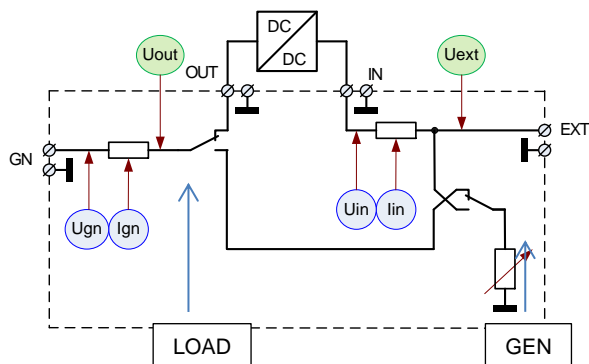 DC
DC
Uout
OUT
IN
Uext
GN
EXT
Ugn
Ign
Uin
Iin
LOAD
GEN